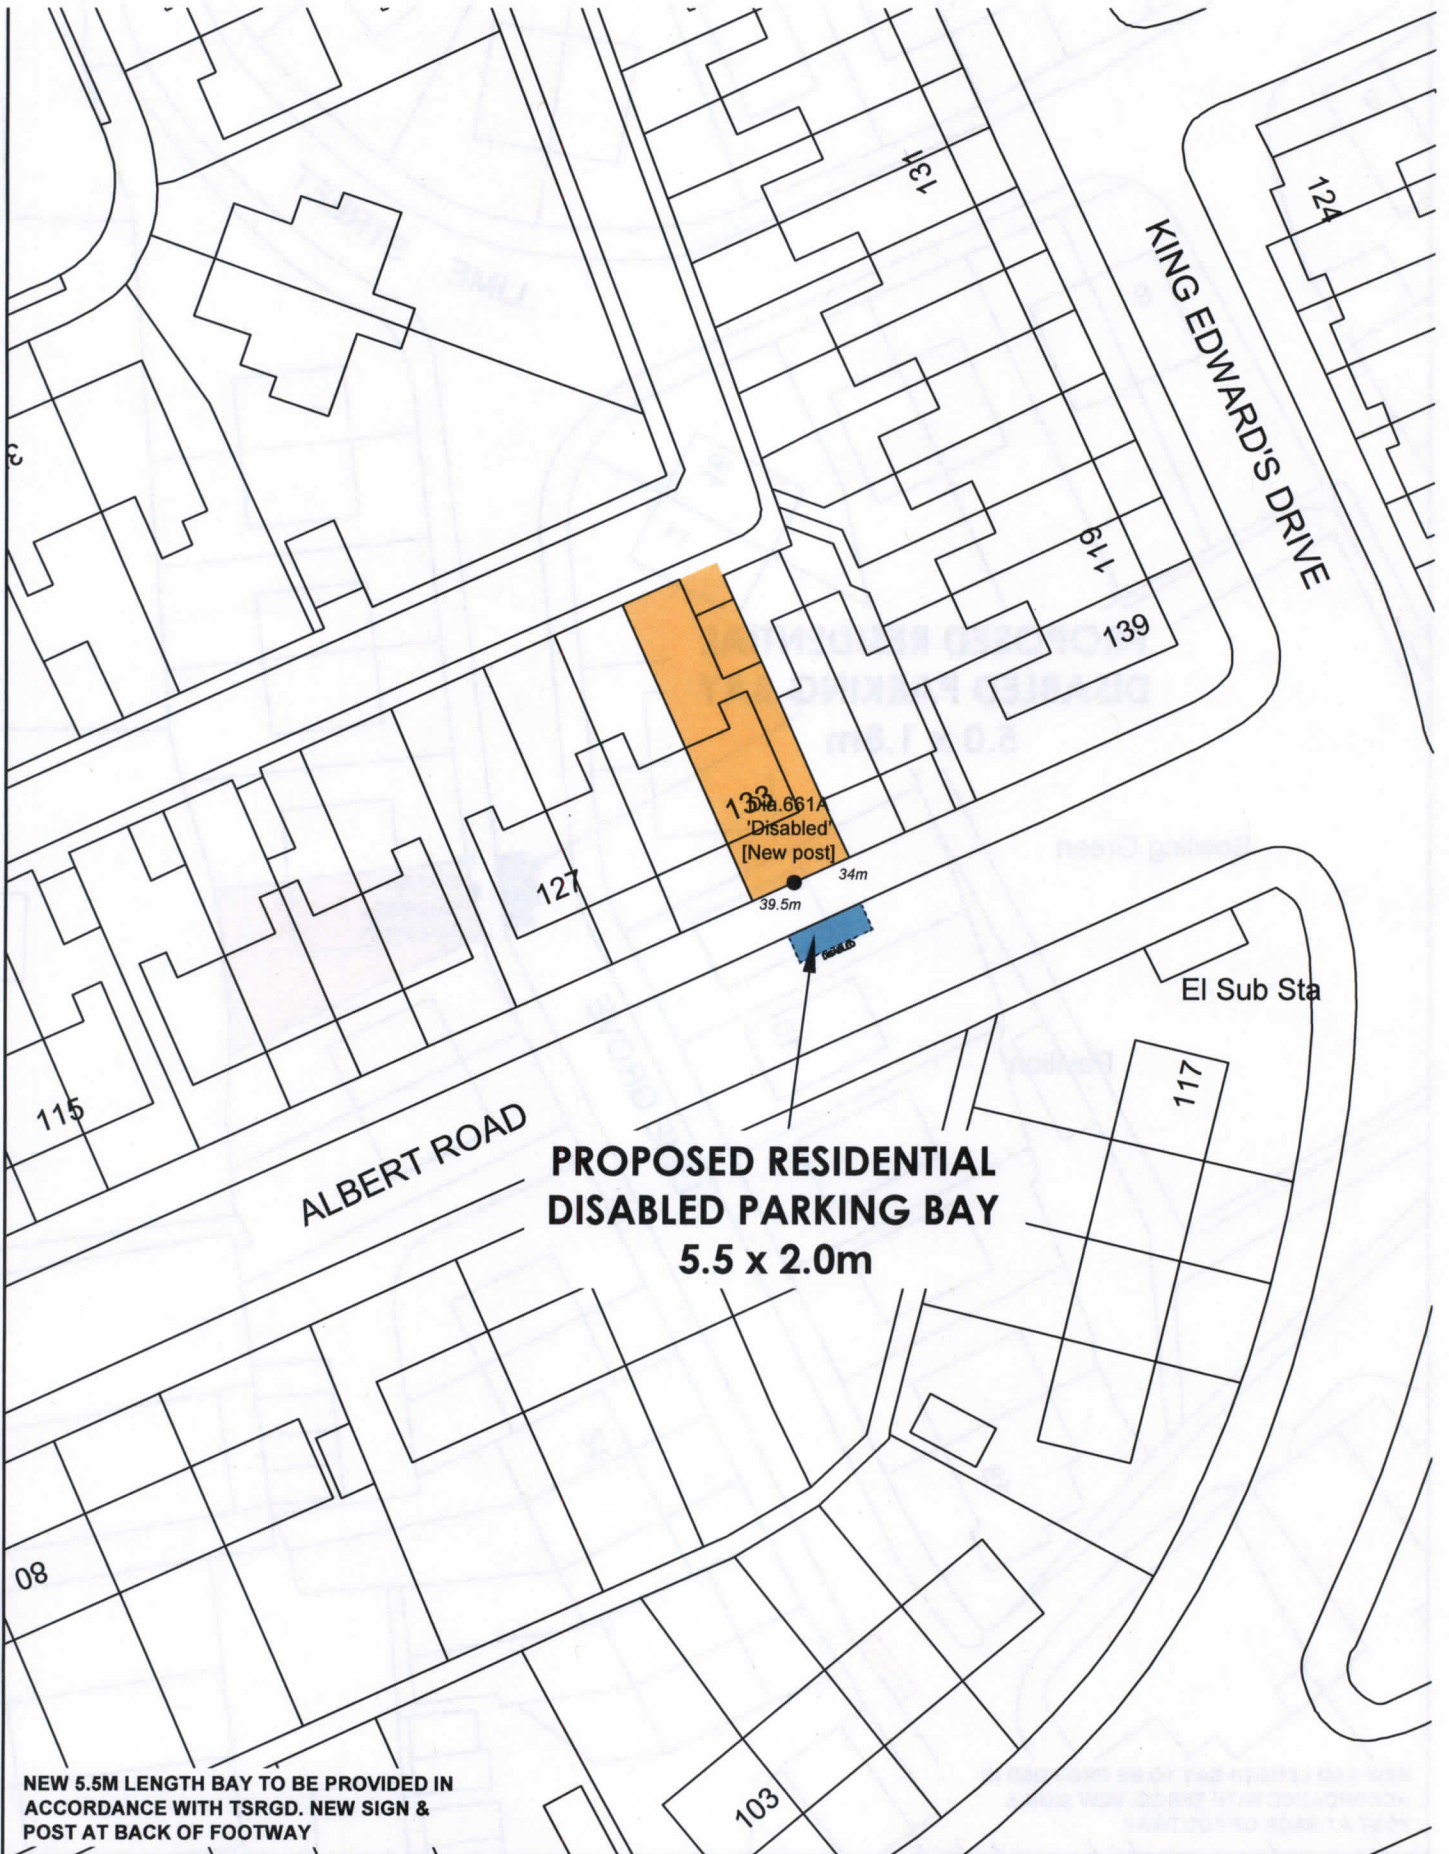 131
124
KING EDWARD'S DRIVE
119
139
133
Dia.661A
'Disabled'
[New post]
34m
39.5m
127
El Sub Sta
117
115
ALBERT ROAD
PROPOSED RESIDENTIAL
DISABLED PARKING BAY
5.5 x 2.0m
80
103
NEW 5.5M LENGTH BAY TO BE PROVIDED IN
ACCORDANCE WITH TSRGD. NEW SIGN &
POST AT BACK OF FOOTWAY